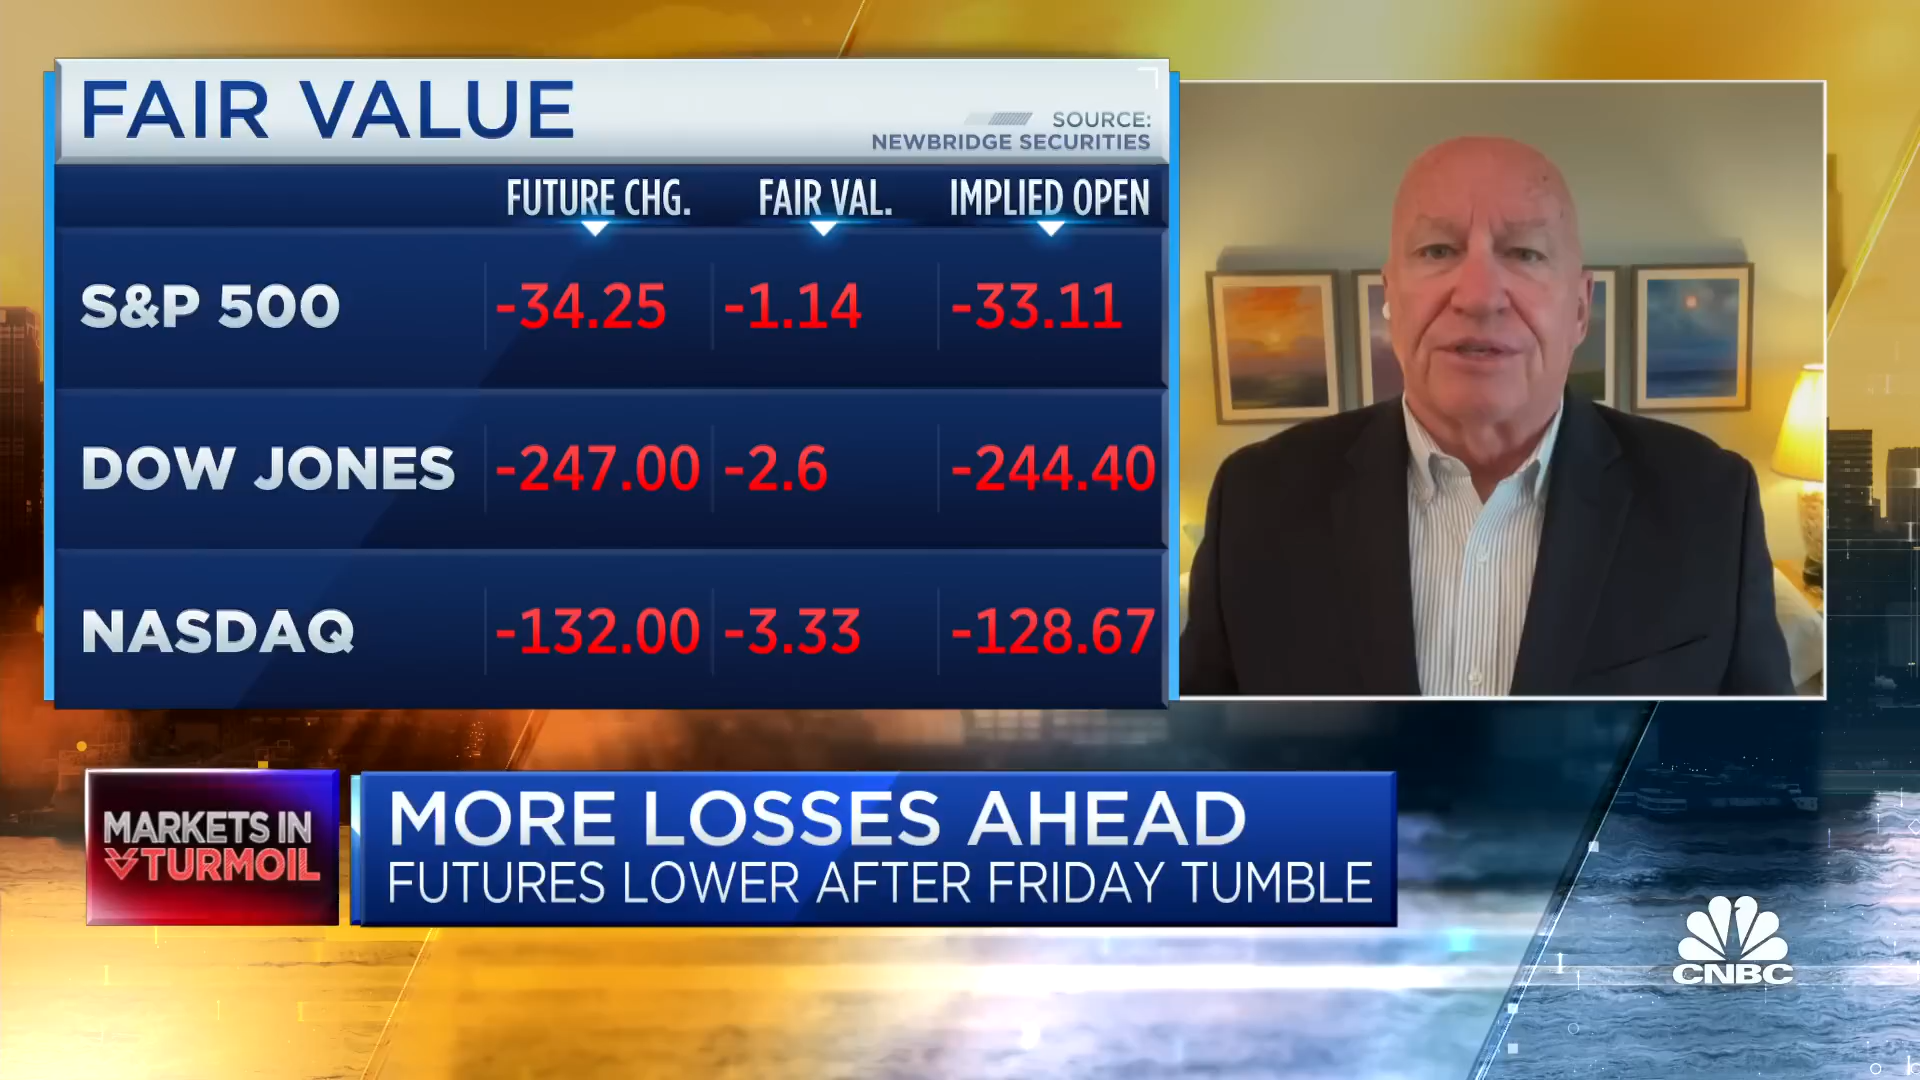 FAIR VALUE
SOURCE:
NEWBRIDGE SECURITIES
FUTURE CHG. FAIR VAL. IMPLIED OPEN
S&P 500 -34.25 -1.14 -33.11
DOW JONES -247.00 -2.6 -244.40
NASDAQ -132.00 -3.33 -128.67
MARKETS IN
TURMOIL
MORE LOSSES AHEAD
FUTURES LOWER AFTER FRIDAY TUMBLE
CNBC